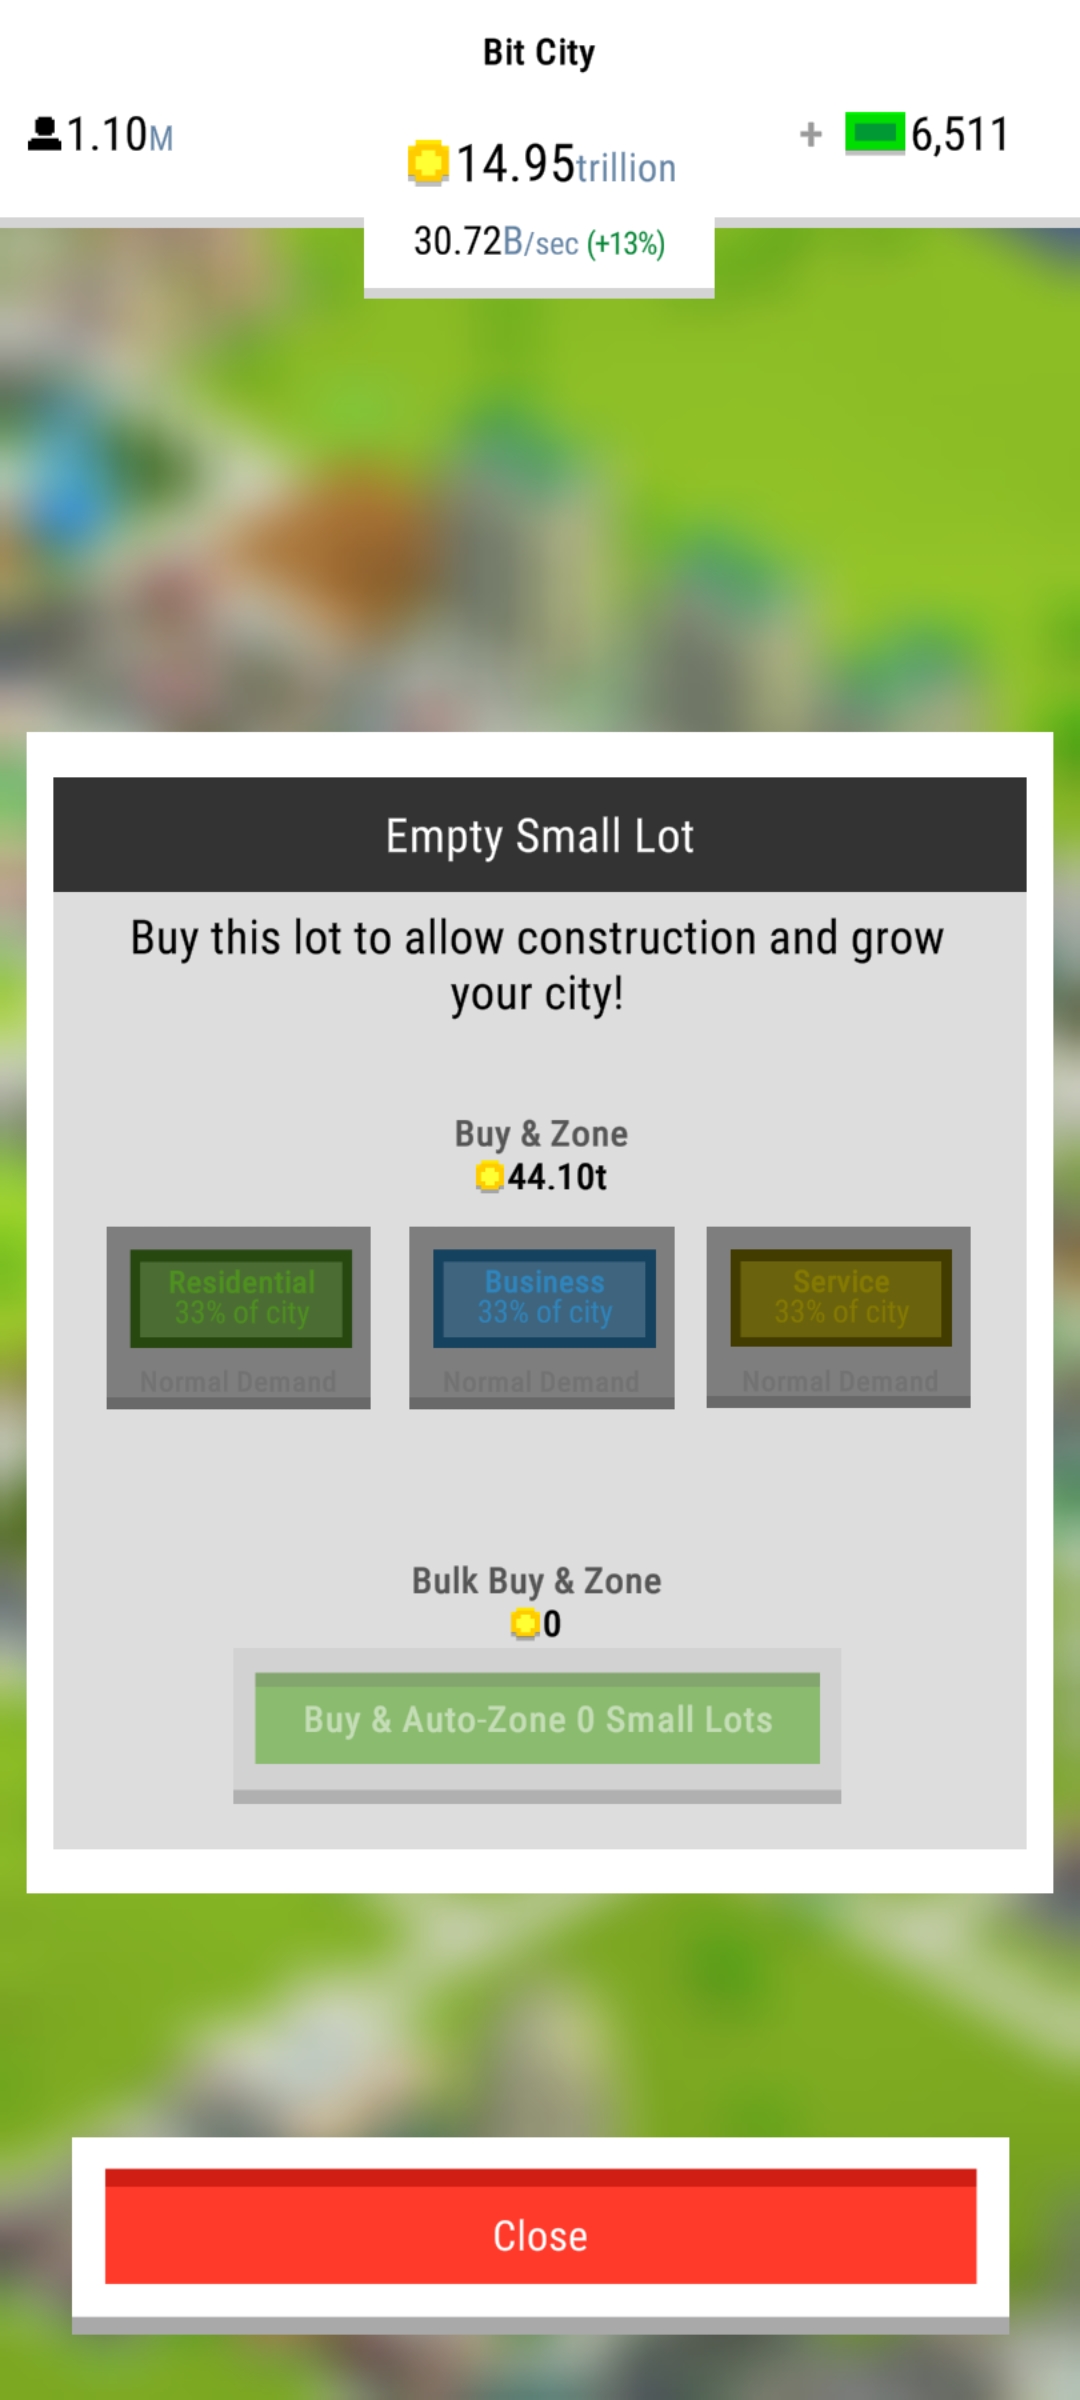 Bit City
1.10M
14.95trillion
+ 6,511
30.72B/sec (+13%)
Empty Small Lot
Buy this lot to allow construction and grow
your city!
Buy & Zone
44.10t
Residential
33% of city
Normal Demand
Business
33% of city
Normal Demand
Service
33% of city
Normal Demand
Bulk Buy & Zone
0
Buy & Auto-Zone 0 Small Lots
Close